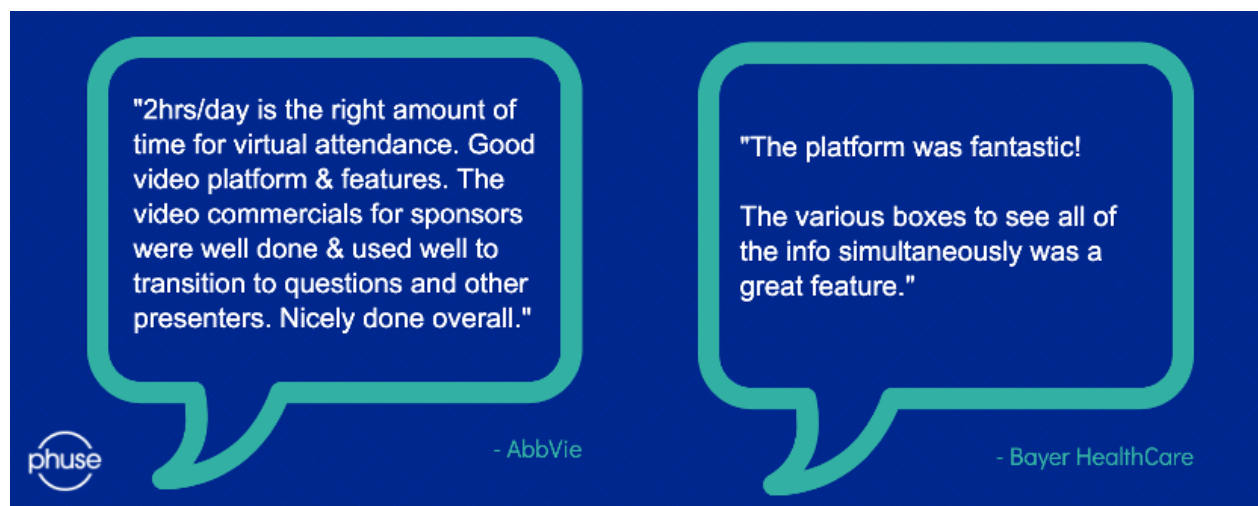 "2hrs/day is the right amount of
time for virtual attendance. Good
video platform & features. The
video commercials for sponsors
were well done & used well to
transition to questions and other
presenters. Nicely done overall."
- AbbVie
"The platform was fantastic!
The various boxes to see all of
the info simultaneously was a
great feature."
- Bayer HealthCare
phuse